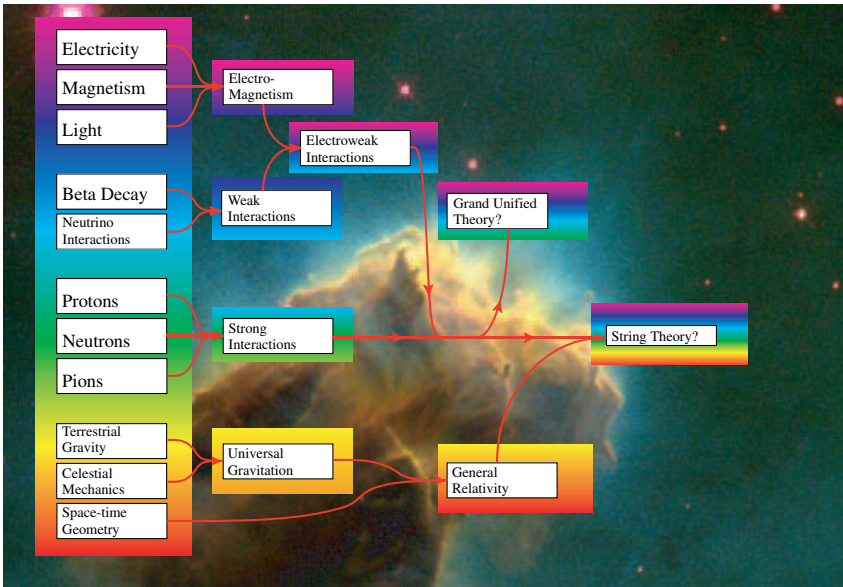 Electricity
Magnetism
Light
Beta Decay
Neutrino
Interactions
Protons
Neutrons
Pions
Terrestrial
Gravity
Celestial
Mechanics
Space-time
Geometry
Electro-
Magnetism
Weak
Interactions
Strong
Interactions
Universal
Gravitation
Electroweak
Interactions
Grand Unified
Theory?
General
Relativity
String Theory?